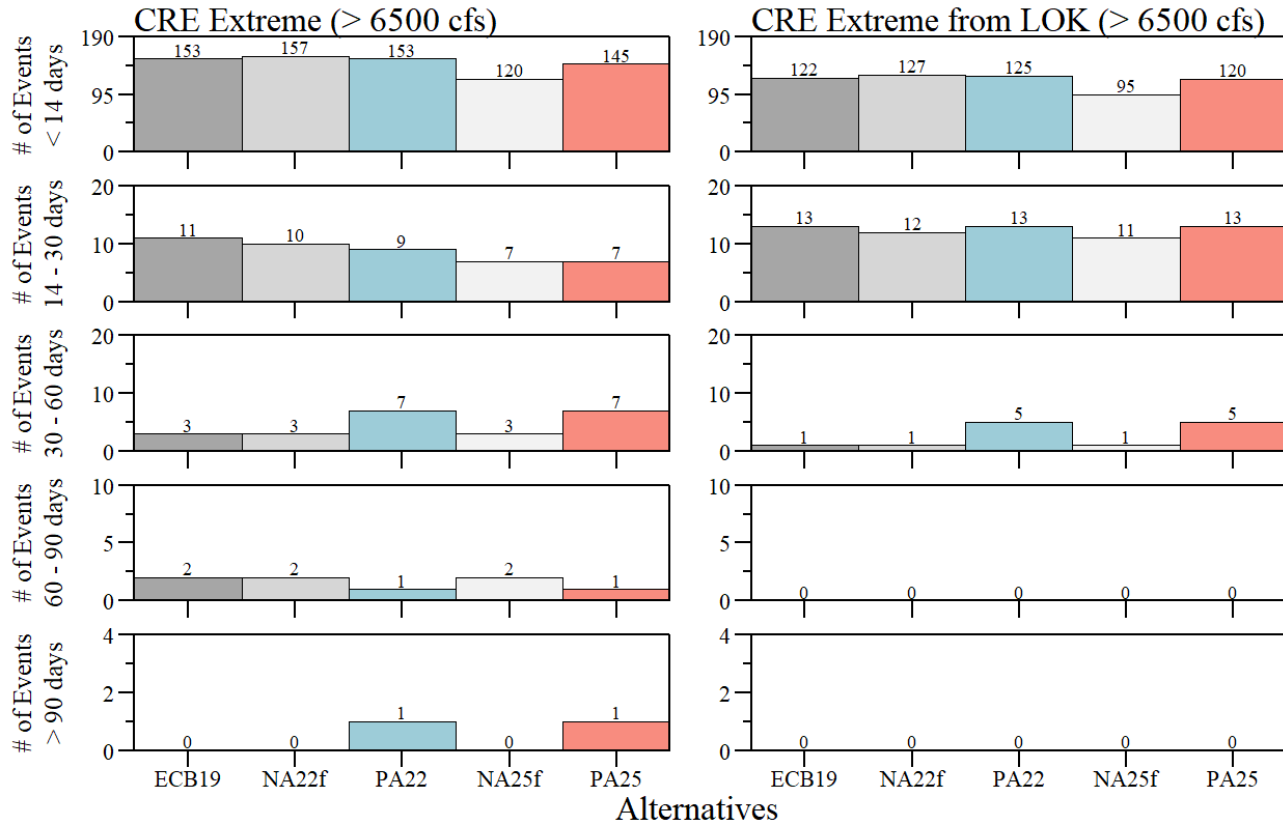 CRE Extreme (> 6500 cfs)
CRE Extreme from LOK (> 6500 cfs)
# of Events
< 14 days
190
95
0
153 157 153 120 145
190
95
0
122 127 125 95 120
# of Events
14 - 30 days
20
10
0
11 10 9 7 7
20
10
0
13 12 13 11 13
# of Events
30 - 60 days
20
10
0
3 3 7 3 7
20
10
0
1 1 5 1 5
# of Events
60 - 90 days
10
5
0
2 2 1 2 1
10
5
0
0 0 0 0 0
# of Events
> 90 days
4
2
0
0 0 1 0 1
4
2
0
0 0 0 0 0
ECB19 NA22f PA22 NA25f PA25
ECB19 NA22f PA22 NA25f PA25
Alternatives